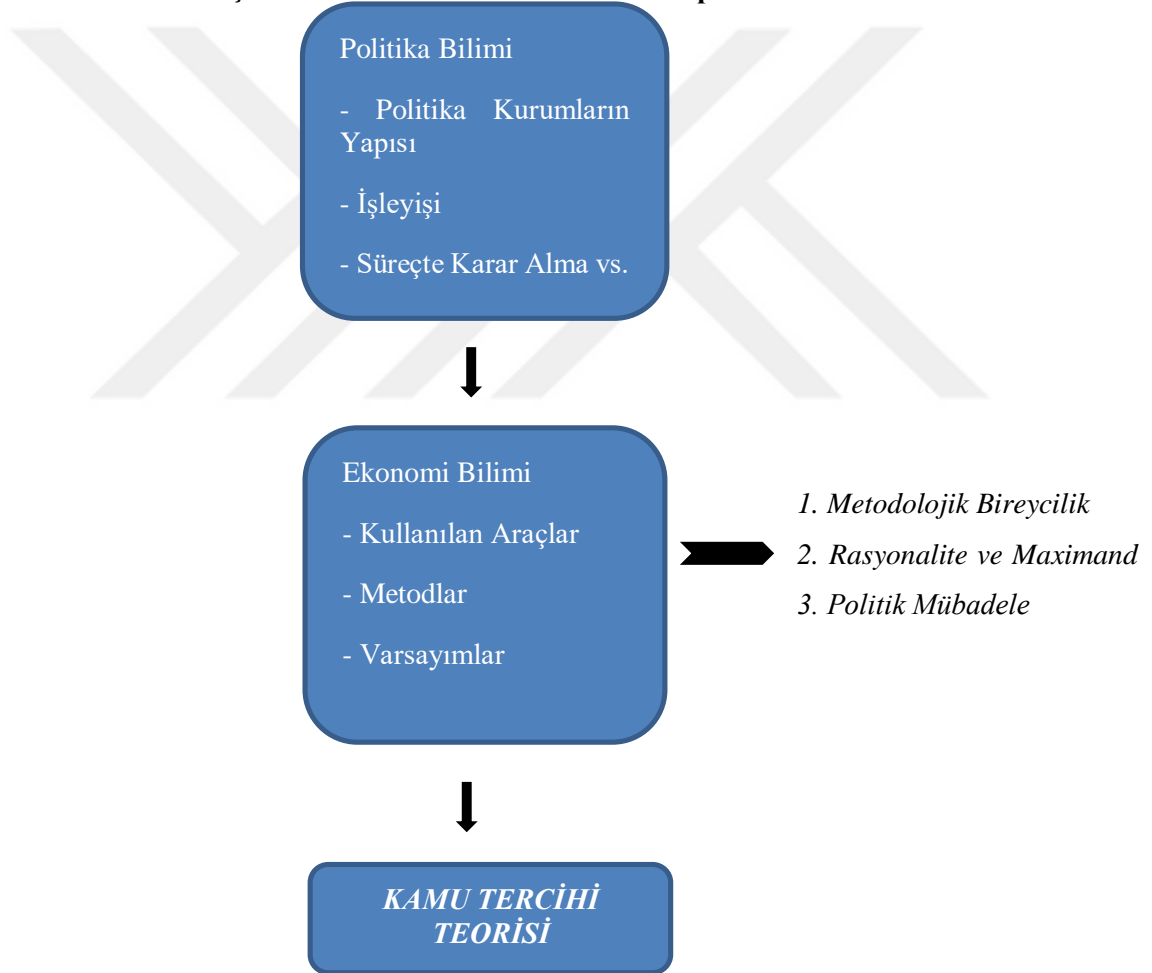 Politika Bilimi
- Politika Kurumların
Yapısı
- İşleyişi
- Süreçte Karar Alma vs.
Ekonomi Bilimi
- Kullanılan Araçlar
- Metodlar
- Varsayımlar
1. Metodolojik Bireycilik
2. Rasyonalite ve Maximand
3. Politik Mübadele
KAMU TERCİHİ
TEORİSİ